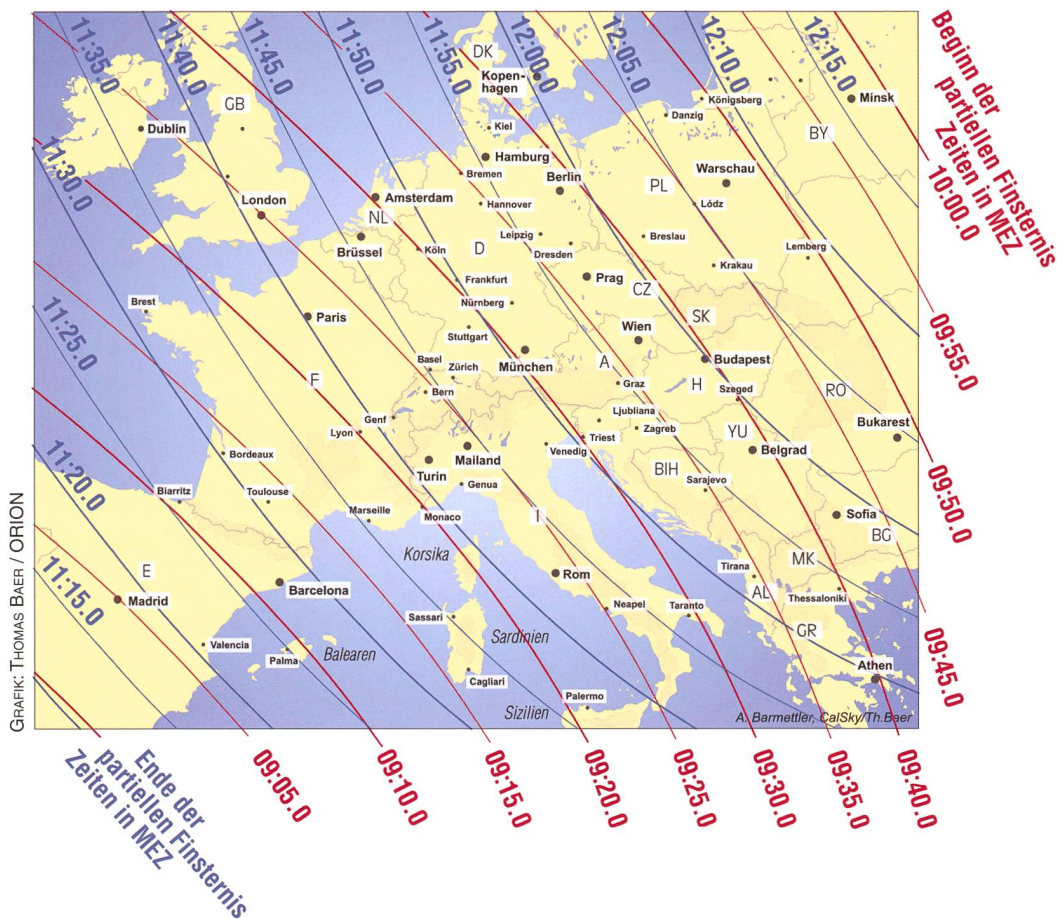 11:35.0
11:40.0
11:45.0
11:50.0
11:55.0
12:00.0
12:05.0
12:10.0
12:15.0
Beginn der
partiellen Finsternis
Zeiten in MEZ
10:00.0
DK
Kopen-
hagen
Minsk
Königsberg
GB
Danzig
Dublin
Kiel
BY
Hamburg
11:30.0
Bremen
Warschau
Berlin
PL
London
Amsterdam
Hannover
Lódz
NL
Brüssel
Köln
D
Leipzig
Dresden
Breslau
Lemberg
Krakau
Frankfurt
Prag
CZ
Brest
Nürnberg
Paris
SK
11:25.0
Stuttgart
Wien
09:55.0
München
Budapest
Basel
Zürich
A
F
Bern
Graz
H
Szeged
RO
Genf
Ljubliana
Bukarest
Lyon
Zagreb
YU
Triest
Venedig
Belgrad
Bordeaux
Mailand
Turin
BIH
11:20.0
Genua
Sarajevo
Biarritz
Toulouse
09:50.0
Marseille
Monaco
I
Sofia
BG
Korsika
MK
E
11:15.0
Rom
Tirana
Barcelona
AL
Thessaloniki
Madrid
Neapel
Taranto
Sassari
GR
Sardinien
Valencia
Balearen
Palma
Athen
09:45.0
Cagliari
Palermo
Sizilien
A. Barmettler, CalSky/Th.Baer
GRAFIK: THOMAS BAER / ORION
Ende der
partiellen Finsternis
Zeiten in MEZ
09:05.0
09:10.0
09:15.0
09:20.0
09:25.0
09:30.0
09:35.0
09:40.0